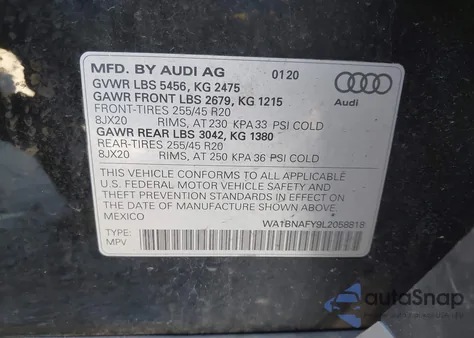 MFD. BY AUDI AG 01 20
GVWR LBS 5456, KG 2475
GAWR FRONT LBS 2679, KG 1215
FRONT-TIRES 255/45 R20
8JX20 RIMS, AT 230 KPA 33 PSI COLD
GAWR REAR LBS 3042, KG 1380
REAR-TIRES 255/45 R20
8JX20 RIMS, AT 250 KPA 36 PSI COLD
Audi
THIS VEHICLE CONFORMS TO ALL APPLICABLE
U.S. FEDERAL MOTOR VEHICLE SAFETY AND
THEFT PREVENTION STANDARDS IN EFFECT ON
THE DATE OF MANUFACTURE SHOWN ABOVE.
MEXICO
WA1BNAFY9L2058818
TYPE:
MPV
autoSnap